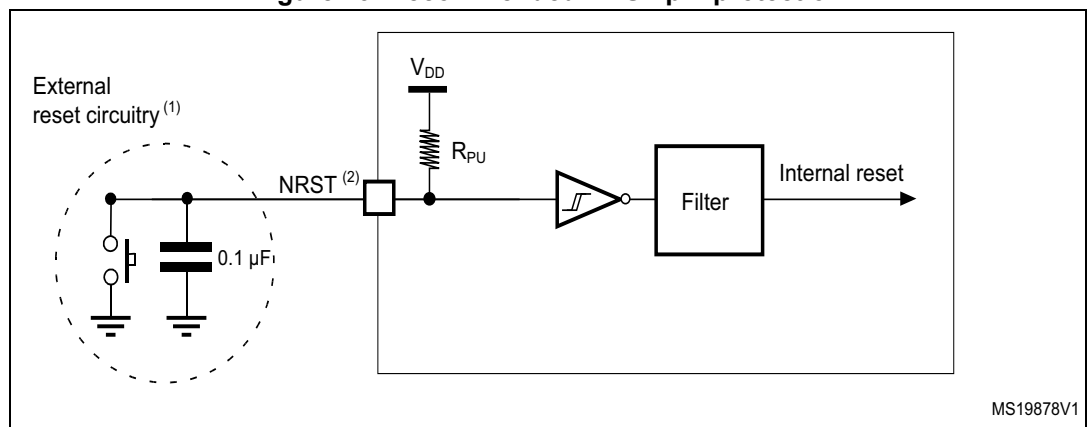 External
reset circuitry (1)
VDD
RPU
NRST (2)
0.1 µF
Filter
Internal reset
MS19878V1